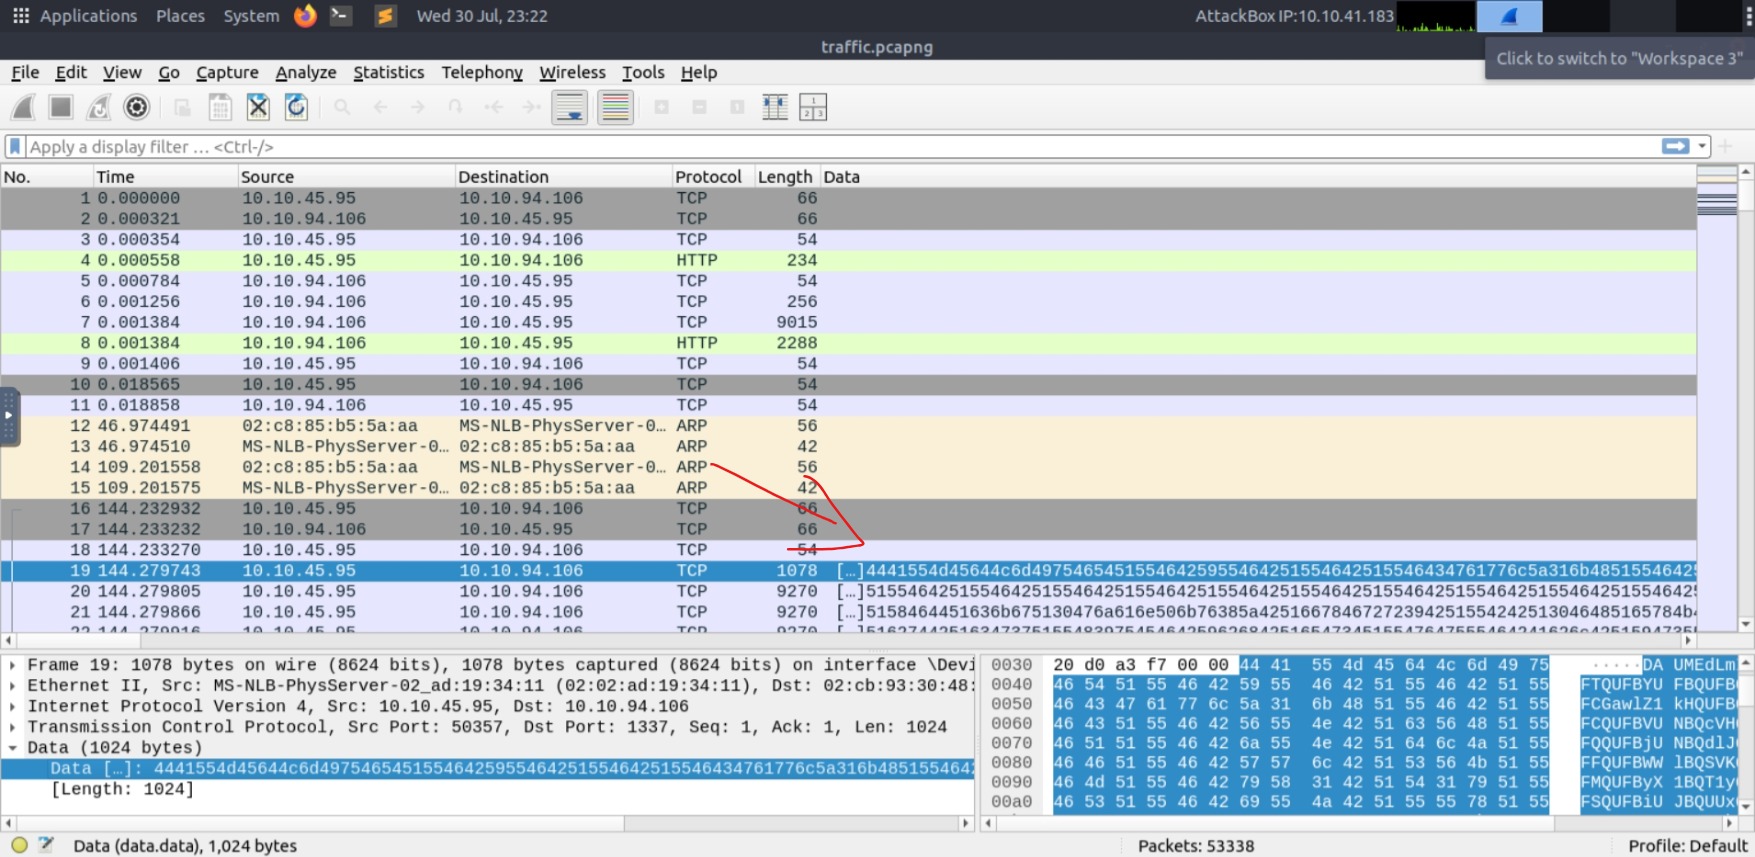 Applications Places System Wed 30 Jul, 23:22 AttackBox IP:10.10.41.183
traffic.pcapng
Click to switch to "Workspace 3"
File Edit View Go Capture Analyze Statistics Telephony Wireless Tools Help
Apply a display filter … <Ctrl-/>
No. Time Source Destination Protocol Length Data
1 0.000000 10.10.45.95 10.10.94.106 TCP 66
2 0.000321 10.10.94.106 10.10.45.95 TCP 66
3 0.000354 10.10.45.95 10.10.94.106 TCP 54
4 0.000558 10.10.45.95 10.10.94.106 HTTP 234
5 0.000784 10.10.94.106 10.10.45.95 TCP 54
6 0.001256 10.10.94.106 10.10.45.95 TCP 256
7 0.001384 10.10.94.106 10.10.45.95 TCP 9015
8 0.001384 10.10.94.106 10.10.45.95 HTTP 2288
9 0.001406 10.10.45.95 10.10.94.106 TCP 54
10 0.018565 10.10.45.95 10.10.94.106 TCP 54
11 0.018858 10.10.94.106 10.10.45.95 TCP 54
12 46.974491 02:c8:85:b5:5a:aa MS-NLB-PhysServer-0… ARP 56
13 46.974510 MS-NLB-PhysServer-0… 02:c8:85:b5:5a:aa ARP 42
14 109.201558 02:c8:85:b5:5a:aa MS-NLB-PhysServer-0… ARP 56
15 109.201575 MS-NLB-PhysServer-0… 02:c8:85:b5:5a:aa ARP 42
16 144.232932 10.10.45.95 10.10.94.106 TCP 66
17 144.233232 10.10.94.106 10.10.45.95 TCP 66
18 144.233270 10.10.45.95 10.10.94.106 TCP 54
19 144.279743 10.10.45.95 10.10.94.106 TCP 1078 […]4441554d45644c6d497546545155464259554642515546425155464347 61776c5a316b485155464​25
20 144.279805 10.10.45.95 10.10.94.106 TCP 9270
21 144.279866 10.10.45.95 10.10.94.106 TCP 9270
22 144.279916 10.10.45.95 10.10.94.106 TCP 9270
Frame 19: 1078 bytes on wire (8624 bits), 1078 bytes captured (8624 bits) on interface \Devi
Ethernet II, Src: MS-NLB-PhysServer-02_ad:19:34:11 (02:02:ad:19:34:11), Dst: 02:cb:93:30:48:
Internet Protocol Version 4, Src: 10.10.45.95, Dst: 10.10.94.106
Transmission Control Protocol, Src Port: 50357, Dst Port: 1337, Seq: 1, Ack: 1, Len: 1024
Data (1024 bytes)
Data […]: 4441554d45644c6d4975465451554642595546425155464251554643476177 6c5a316b4851554642
[Length: 1024]
0030 20 d0 a3 f7 00 00 44 41 55 4d 45 64 4c 6d 49 75 ·····DA UMEdLm
0040 46 54 51 55 46 42 59 55 46 42 51 55 46 42 51 55 FTQUFBYU FBQUFB
0050 46 43 47 61 77 6c 5a 31 6b 48 51 55 46 42 51 55 FCGawlZ1 kHQUFB
0060 46 43 51 55 46 42 56 55 4e 42 51 63 56 48 51 55 FCQUFBVU NBQcVH
0070 46 51 51 55 46 42 6a 55 4e 42 51 64 6c 4a 51 55 FQQUFBjU NBQdlJ
0080 46 46 51 55 46 42 57 57 6c 42 51 53 56 4b 51 55 FFQUFBWW lBQSVK
0090 46 4d 51 55 46 42 79 58 31 42 51 54 31 79 51 55 FMQUFByX 1BQT1y
00a0 46 53 51 55 46 42 69 55 4a 42 51 55 55 78 51 55 FSQUFBiU JBQUUx
Data (data.data), 1,024 bytes Packets: 53338 Profile: Default